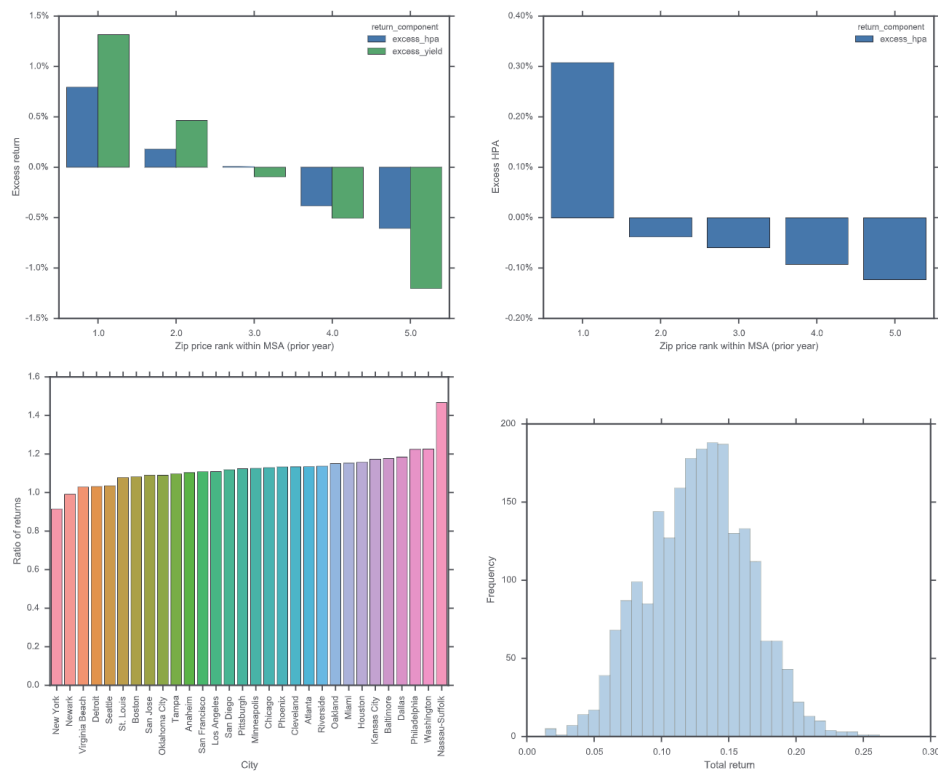 1.5%
1.0%
0.5%
0.0%
-0.5%
-1.0%
-1.5%
Excess return
return_component
excess_hpa
excess_yield
1.0 2.0 3.0 4.0 5.0
Zip price rank within MSA (prior year)
0.40%
0.30%
0.20%
0.10%
0.00%
-0.10%
-0.20%
Excess HPA
return_component
excess_hpa
1.0 2.0 3.0 4.0 5.0
Zip price rank within MSA (prior year)
1.6
1.4
1.2
1.0
0.8
0.6
0.4
0.2
0.0
Ratio of returns
New York
Newark
Virginia Beach
Detroit
Seattle
St. Louis
Boston
San Jose
Oklahoma City
Tampa
Anaheim
San Francisco
Los Angeles
San Diego
Pittsburgh
Minneapolis
Chicago
Phoenix
Cleveland
Atlanta
Riverside
Oakland
Miami
Houston
Kansas City
Baltimore
Dallas
Philadelphia
Washington
Nassau-Suffolk
City
200
150
100
50
0
Frequency
0.00 0.05 0.10 0.15 0.20 0.25 0.30
Total return